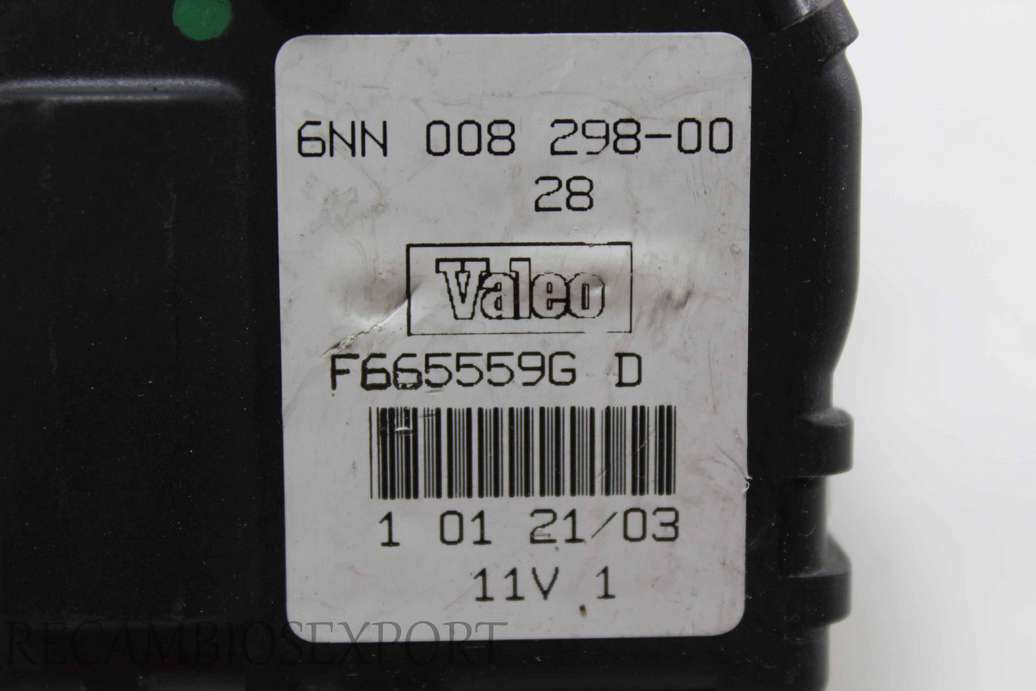 6NN 008 298-00
28
Valeo
F665559G D
1 01 21/03
11V 1
RECAMBIOSEXPORT